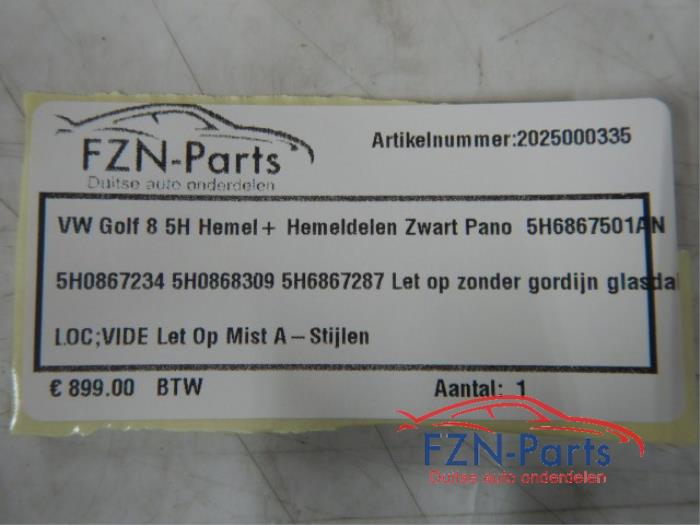 FZN-Parts
Duitse auto onderdelen
Artikelnummer:2025000335
VW Golf 8 5H Hemel+ Hemeldelen Zwart Pano 5H6867501AN
5H0867234 5H0868309 5H6867287 Let op zonder gordijn glasdak
LOC;VIDE Let Op Mist A-Stijlen
€ 899.00 BTW
Aantal: 1
FZN-Parts
Duitse auto onderdelen